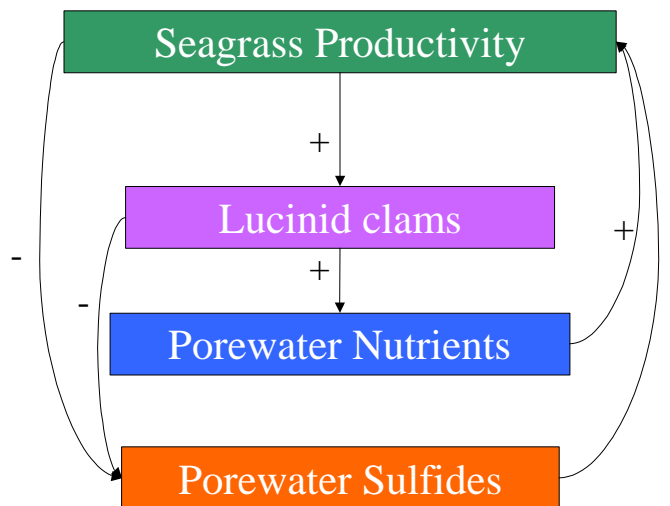 Seagrass Productivity
+
Lucinid clams
+
-
+
-
Porewater Nutrients
Porewater Sulfides